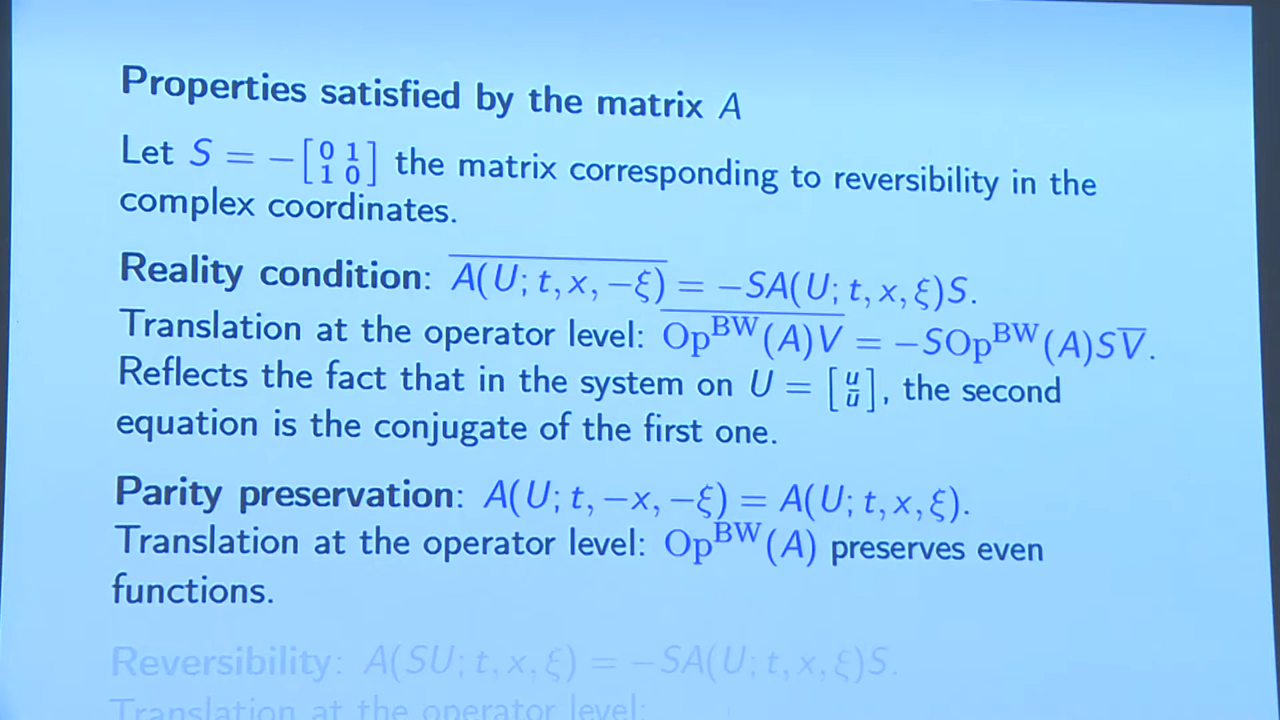 Properties satisfied by the matrix A
Let S = −[0 1 1 0] the matrix corresponding to reversibility in the
complex coordinates.
Reality condition: \overline{A(U; t, x, −ξ)} = −SA(U; t, x, ξ)S.
Translation at the operator level: \overline{Op^{BW}(A)V} = −SOp^{BW}(A)S\overline{V}.
Reflects the fact that in the system on U = [u \overline{u}], the second
equation is the conjugate of the first one.
Parity preservation: A(U; t, −x, −ξ) = A(U; t, x, ξ).
Translation at the operator level: Op^{BW}(A) preserves even
functions.
Reversibility: A(SU; t, x, ξ) = −SA(U; t, x, ξ)S.
Translation at the operator level: